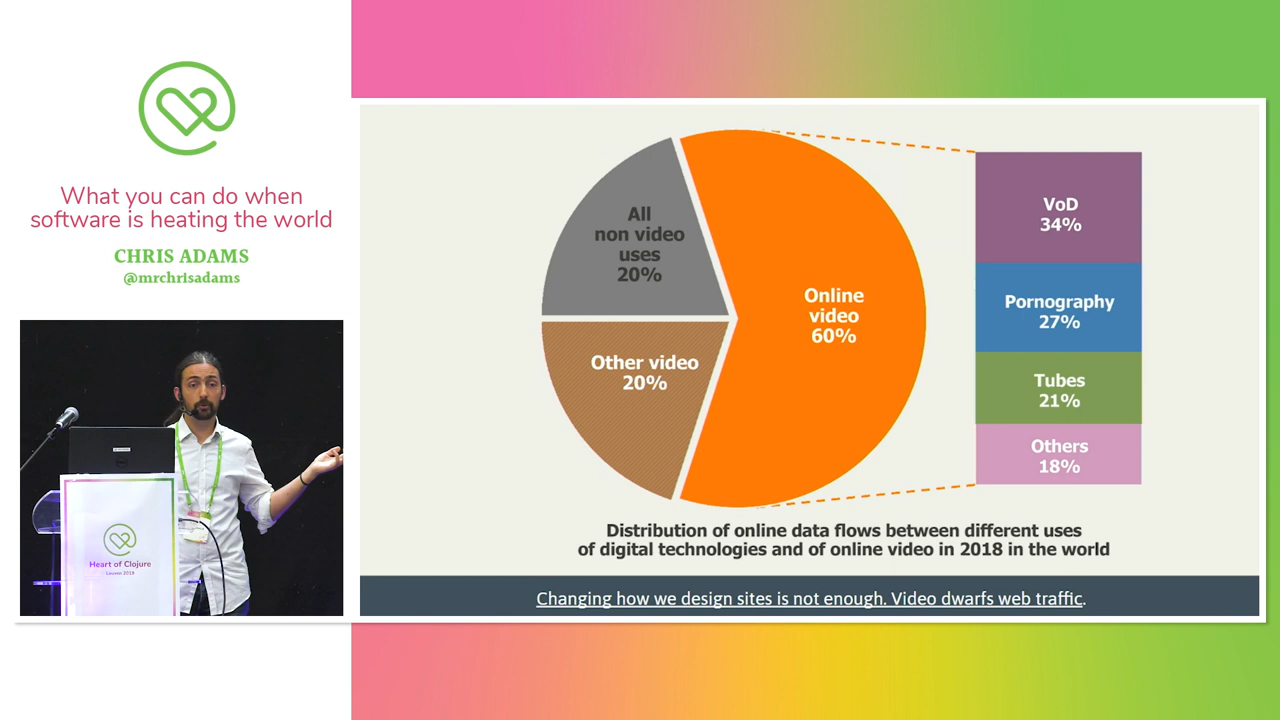 What you can do when
software is heating the world
CHRIS ADAMS
@mrchrisadams
Heart of Clojure
Leuven 2019
All
non video
uses
20%
Other video
20%
Online
video
60%
VoD
34%
Pornography
27%
Tubes
21%
Others
18%
Distribution of online data flows between different uses
of digital technologies and of online video in 2018 in the world
Changing how we design sites is not enough. Video dwarfs web traffic.